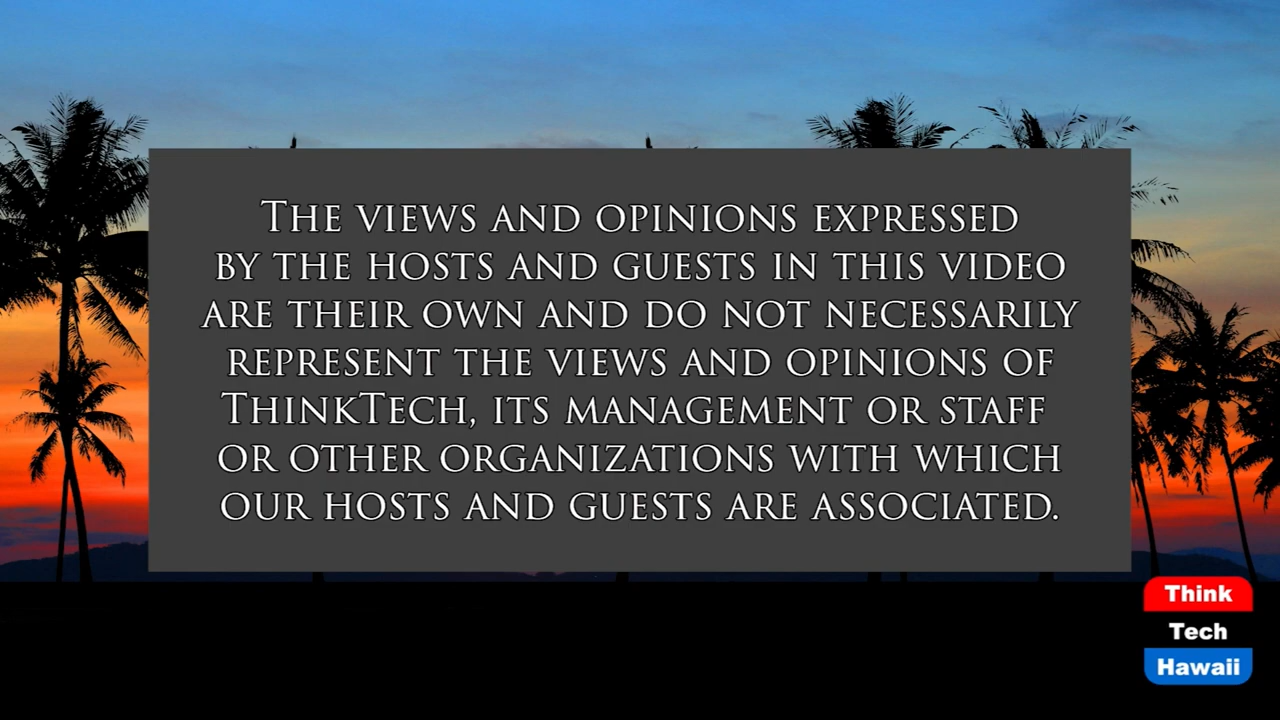 The views and opinions expressed
by the hosts and guests in this video
are their own and do not necessarily
represent the views and opinions of
ThinkTech, its management or staff
or other organizations with which
our hosts and guests are associated.
Think
Tech
Hawaii